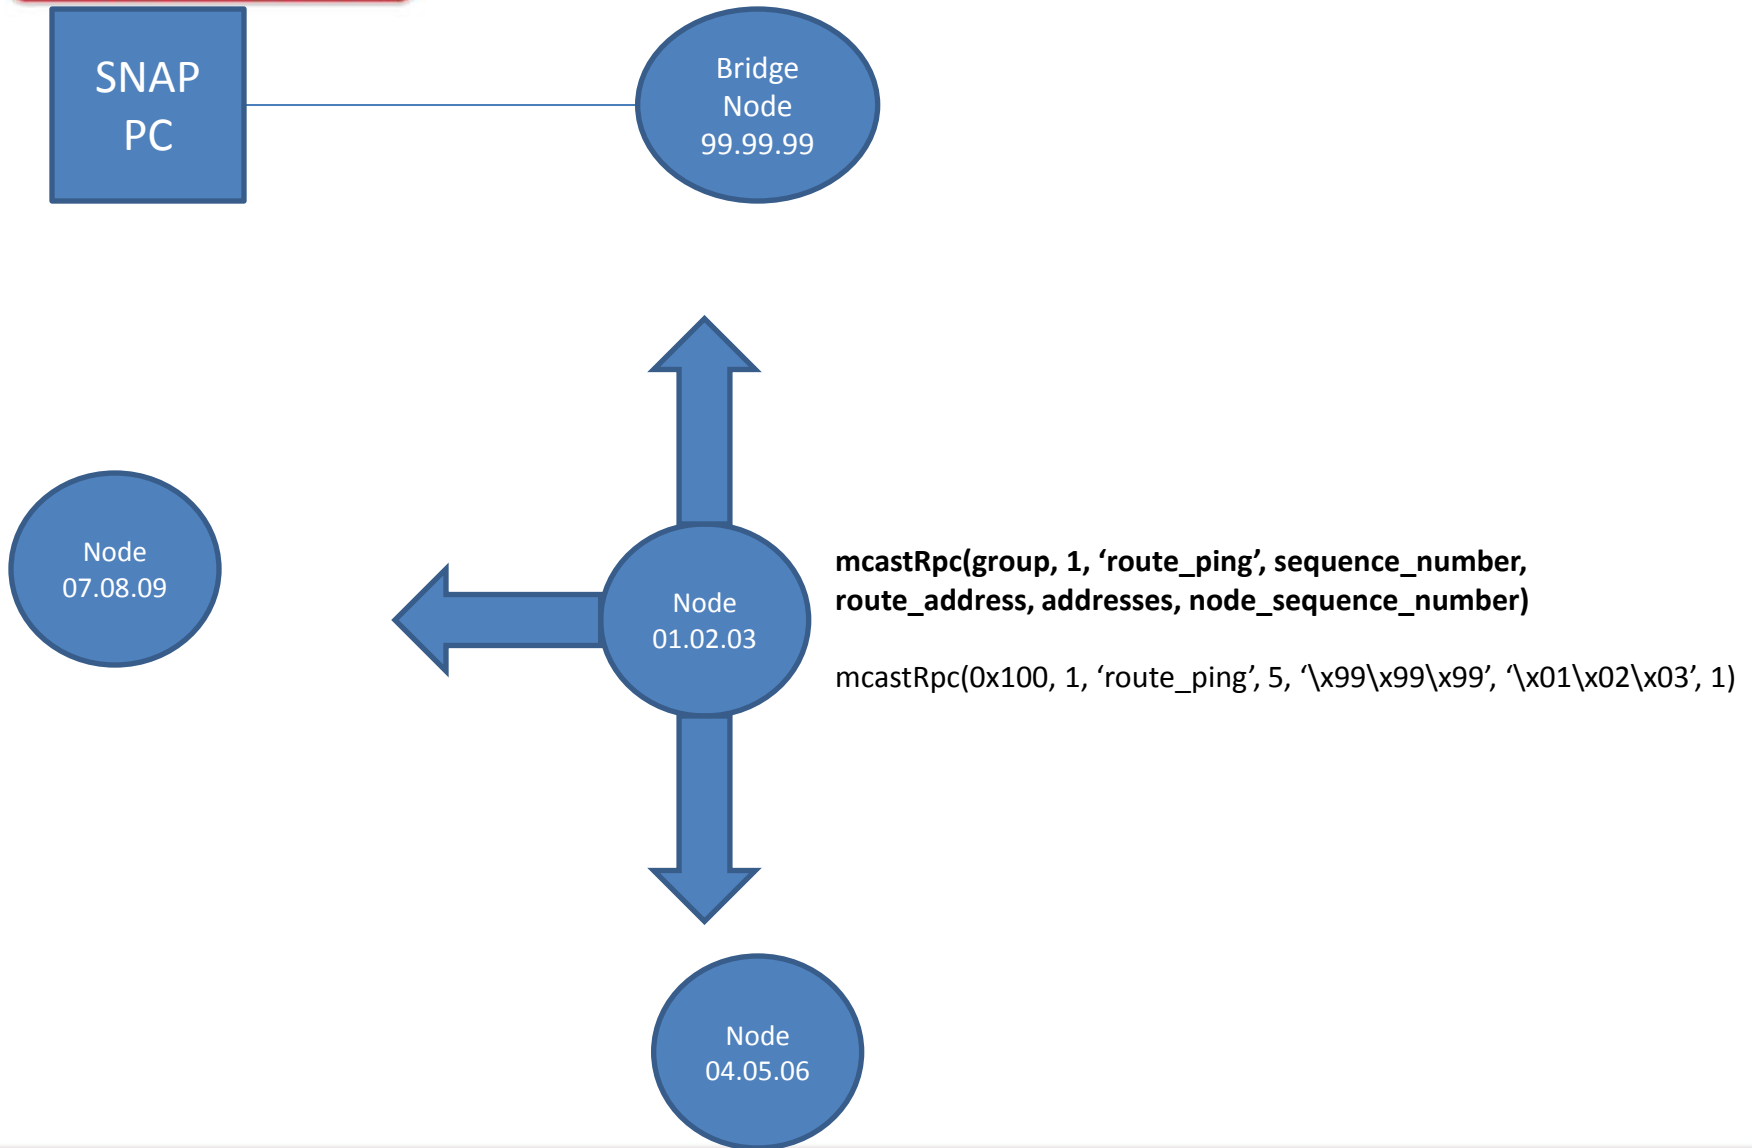 SNAP
PC
Bridge
Node
99.99.99
Node
07.08.09
Node
01.02.03
mcastRpc(group, 1, ‘route_ping’, sequence_number,
route_address, addresses, node_sequence_number)
mcastRpc(0x100, 1, ‘route_ping’, 5, ‘\x99\x99\x99’, ‘\x01\x02\x03’, 1)
Node
04.05.06